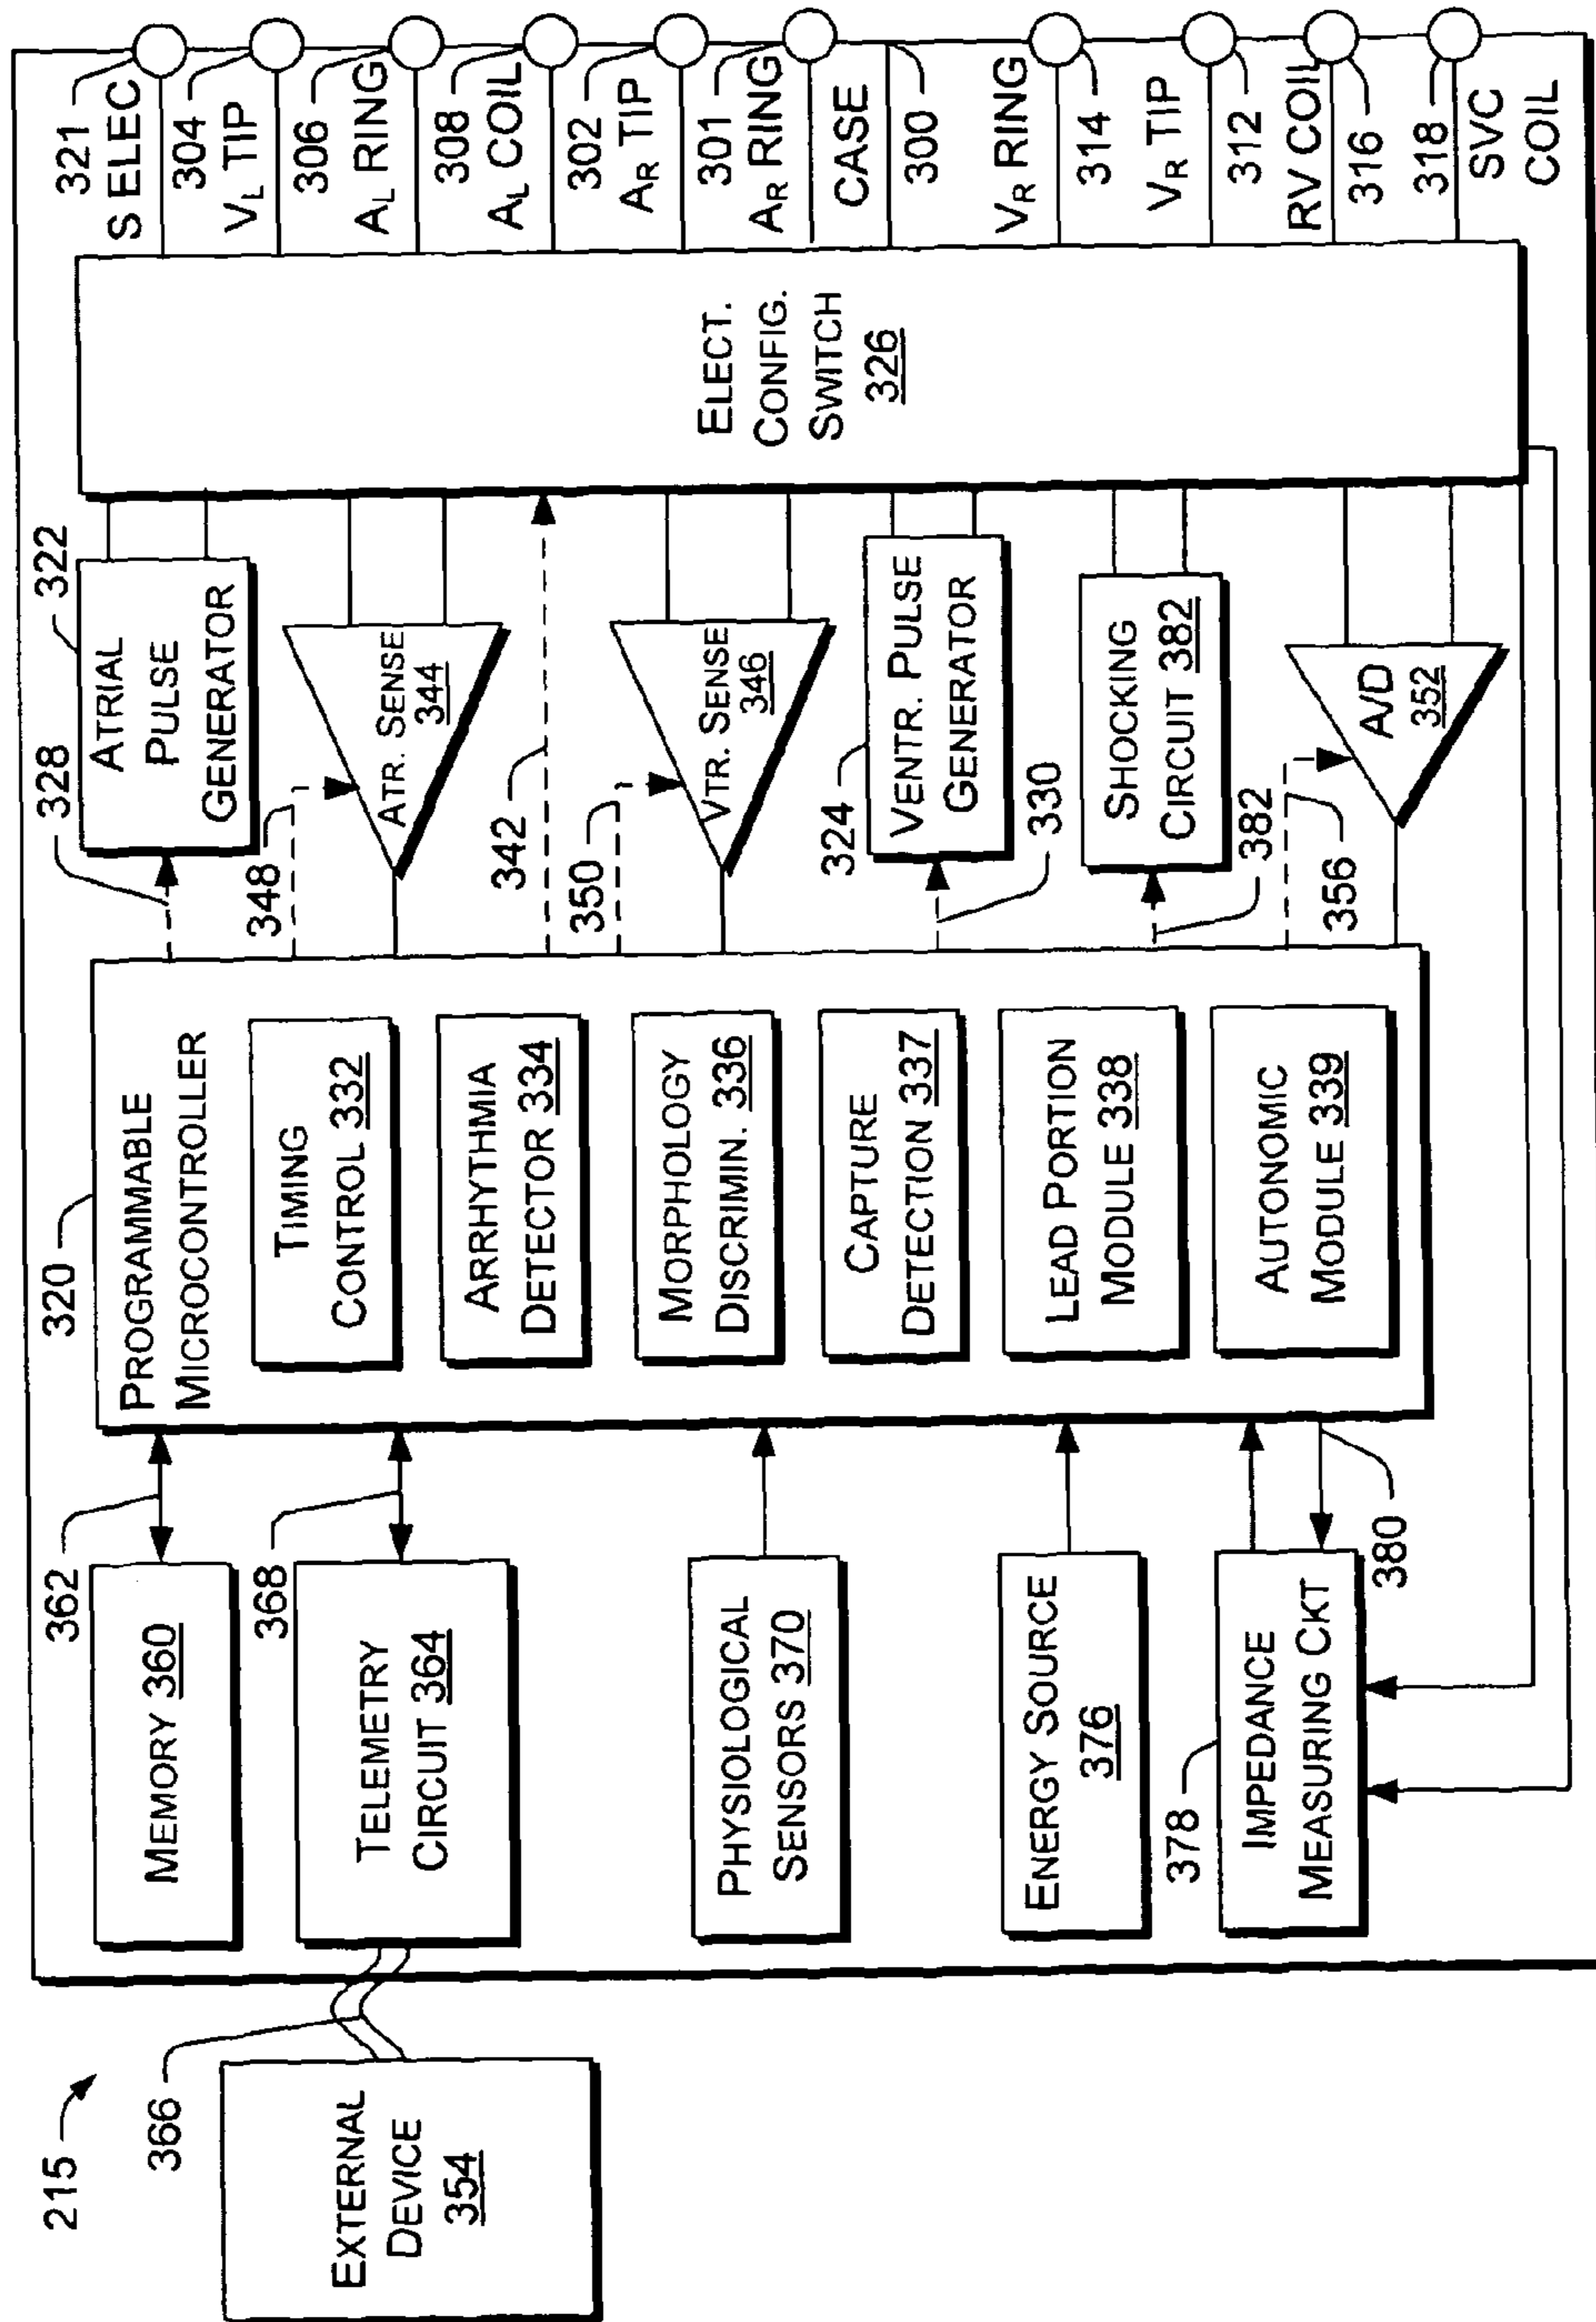 215
EXTERNAL
DEVICE
354
366
362
MEMORY 360
368
TELEMETRY
CIRCUIT 364
PHYSIOLOGICAL
SENSORS 370
ENERGY SOURCE
376
378
IMPEDANCE
MEASURING CKT
380
320
PROGRAMMABLE
MICROCONTROLLER
TIMING
CONTROL 332
ARRHYTHMIA
DETECTOR 334
MORPHOLOGY
DISCRIMIN. 336
CAPTURE
DETECTION 337
LEAD PORTION
MODULE 338
AUTONOMIC
MODULE 339
328
322
ATRIAL
PULSE
GENERATOR
348
ATR. SENSE
344
342
350
VTR. SENSE
346
324
VENTR. PULSE
GENERATOR
330
SHOCKING
CIRCUIT 382
382
356
A/D
352
ELECT.
CONFIG.
SWITCH
326
321
S ELEC
304
VL TIP
306
AL RING
308
AL COIL
302
AR TIP
301
AR RING
CASE
300
VR RING
314
VR TIP
312
RV COIL
316
318
SVC
COIL